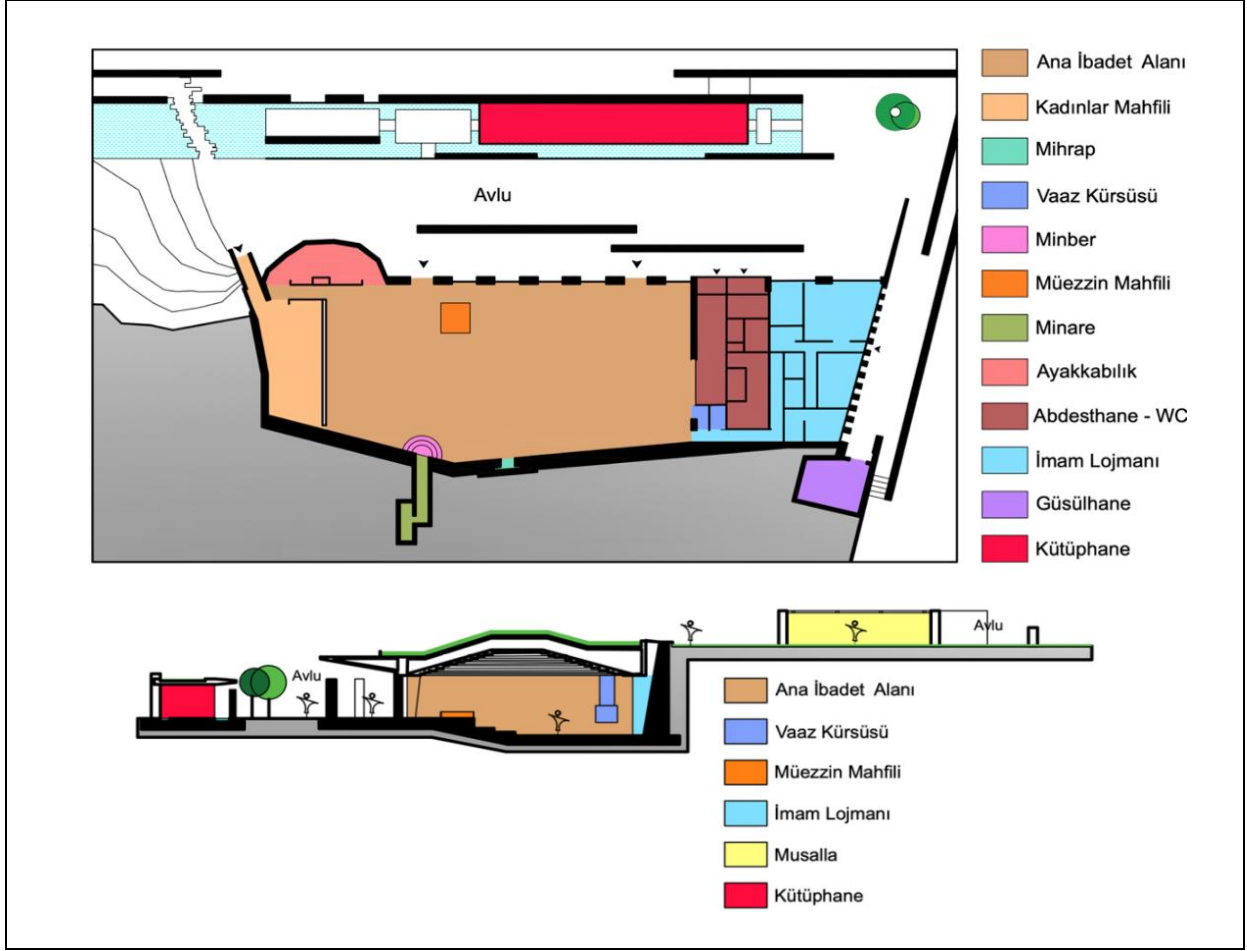 Ana İbadet Alanı
Kadınlar Mahfili
Mihrap
Vaaz Kürsüsü
Minber
Müezzin Mahfili
Minare
Ayakkabılık
Abdesthane - WC
İmam Lojmanı
Güsülhane
Kütüphane
Avlu
Avlu
Avlu
Ana İbadet Alanı
Vaaz Kürsüsü
Müezzin Mahfili
İmam Lojmanı
Musalla
Kütüphane